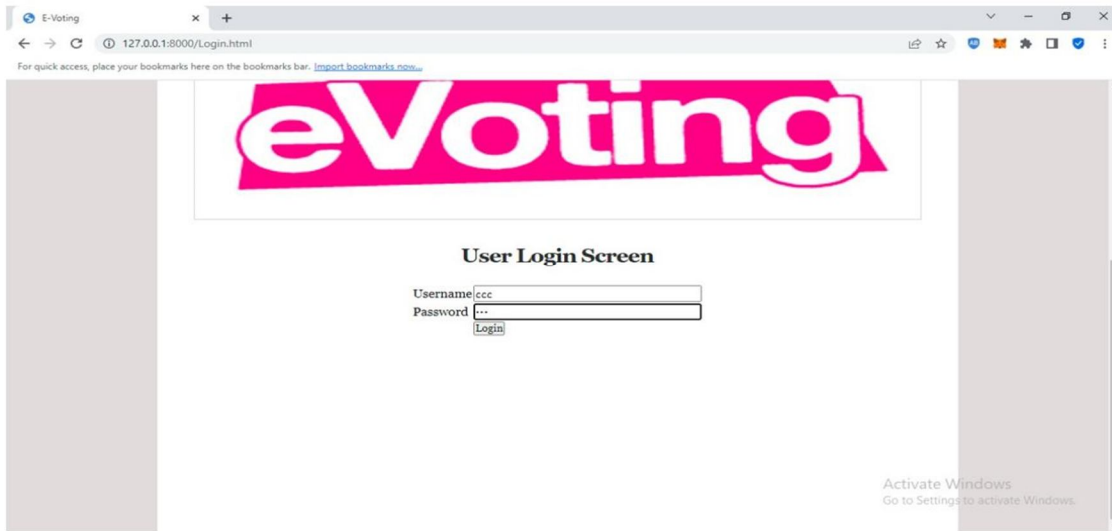 E-Voting
127.0.0.1:8000/Login.html
For quick access, place your bookmarks here on the bookmarks bar. Import bookmarks now...
eVoting
User Login Screen
Username ccc
Password ...
Login
Activate Windows
Go to Settings to activate Windows.